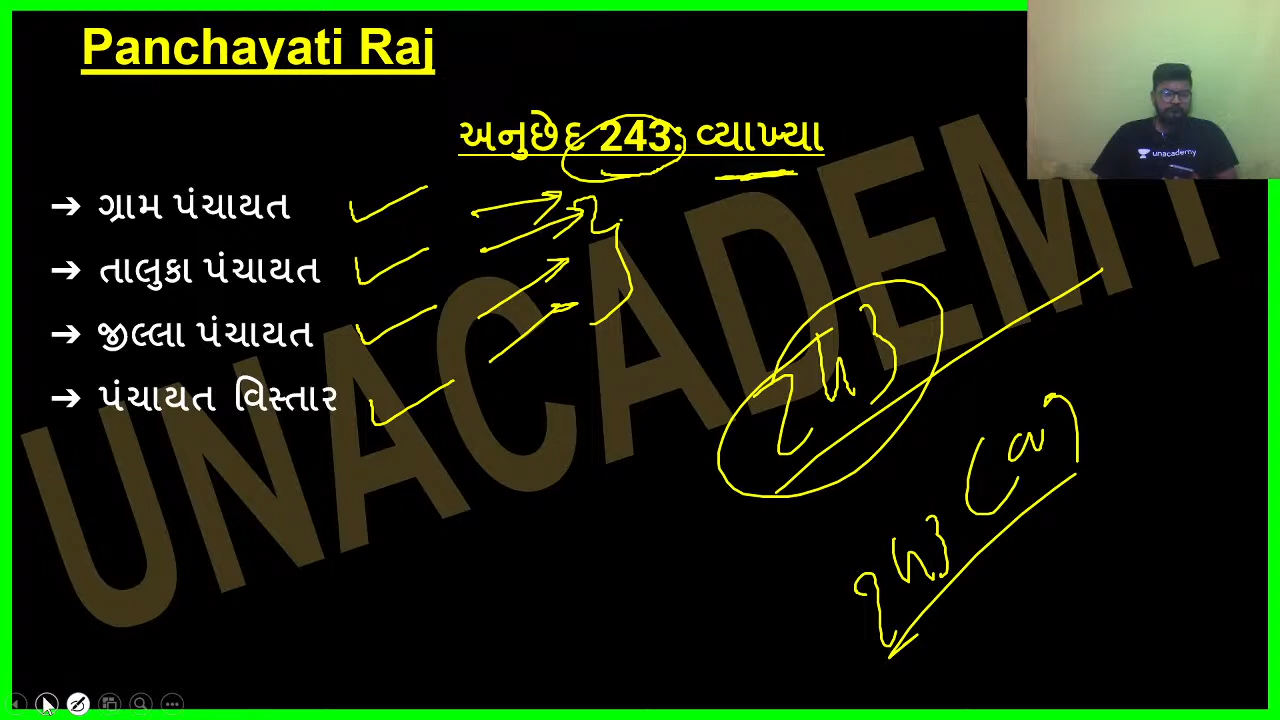 Panchayati Raj
અનુછેદ 243: વ્યાખ્યા
➔ ગ્રામ પંચાયત
➔ તાલુકા પંચાયત
➔ જીલ્લા પંચાયત
➔ પંચાયત વિસ્તાર
243
243 (a)
unacademy
UNACADEMY